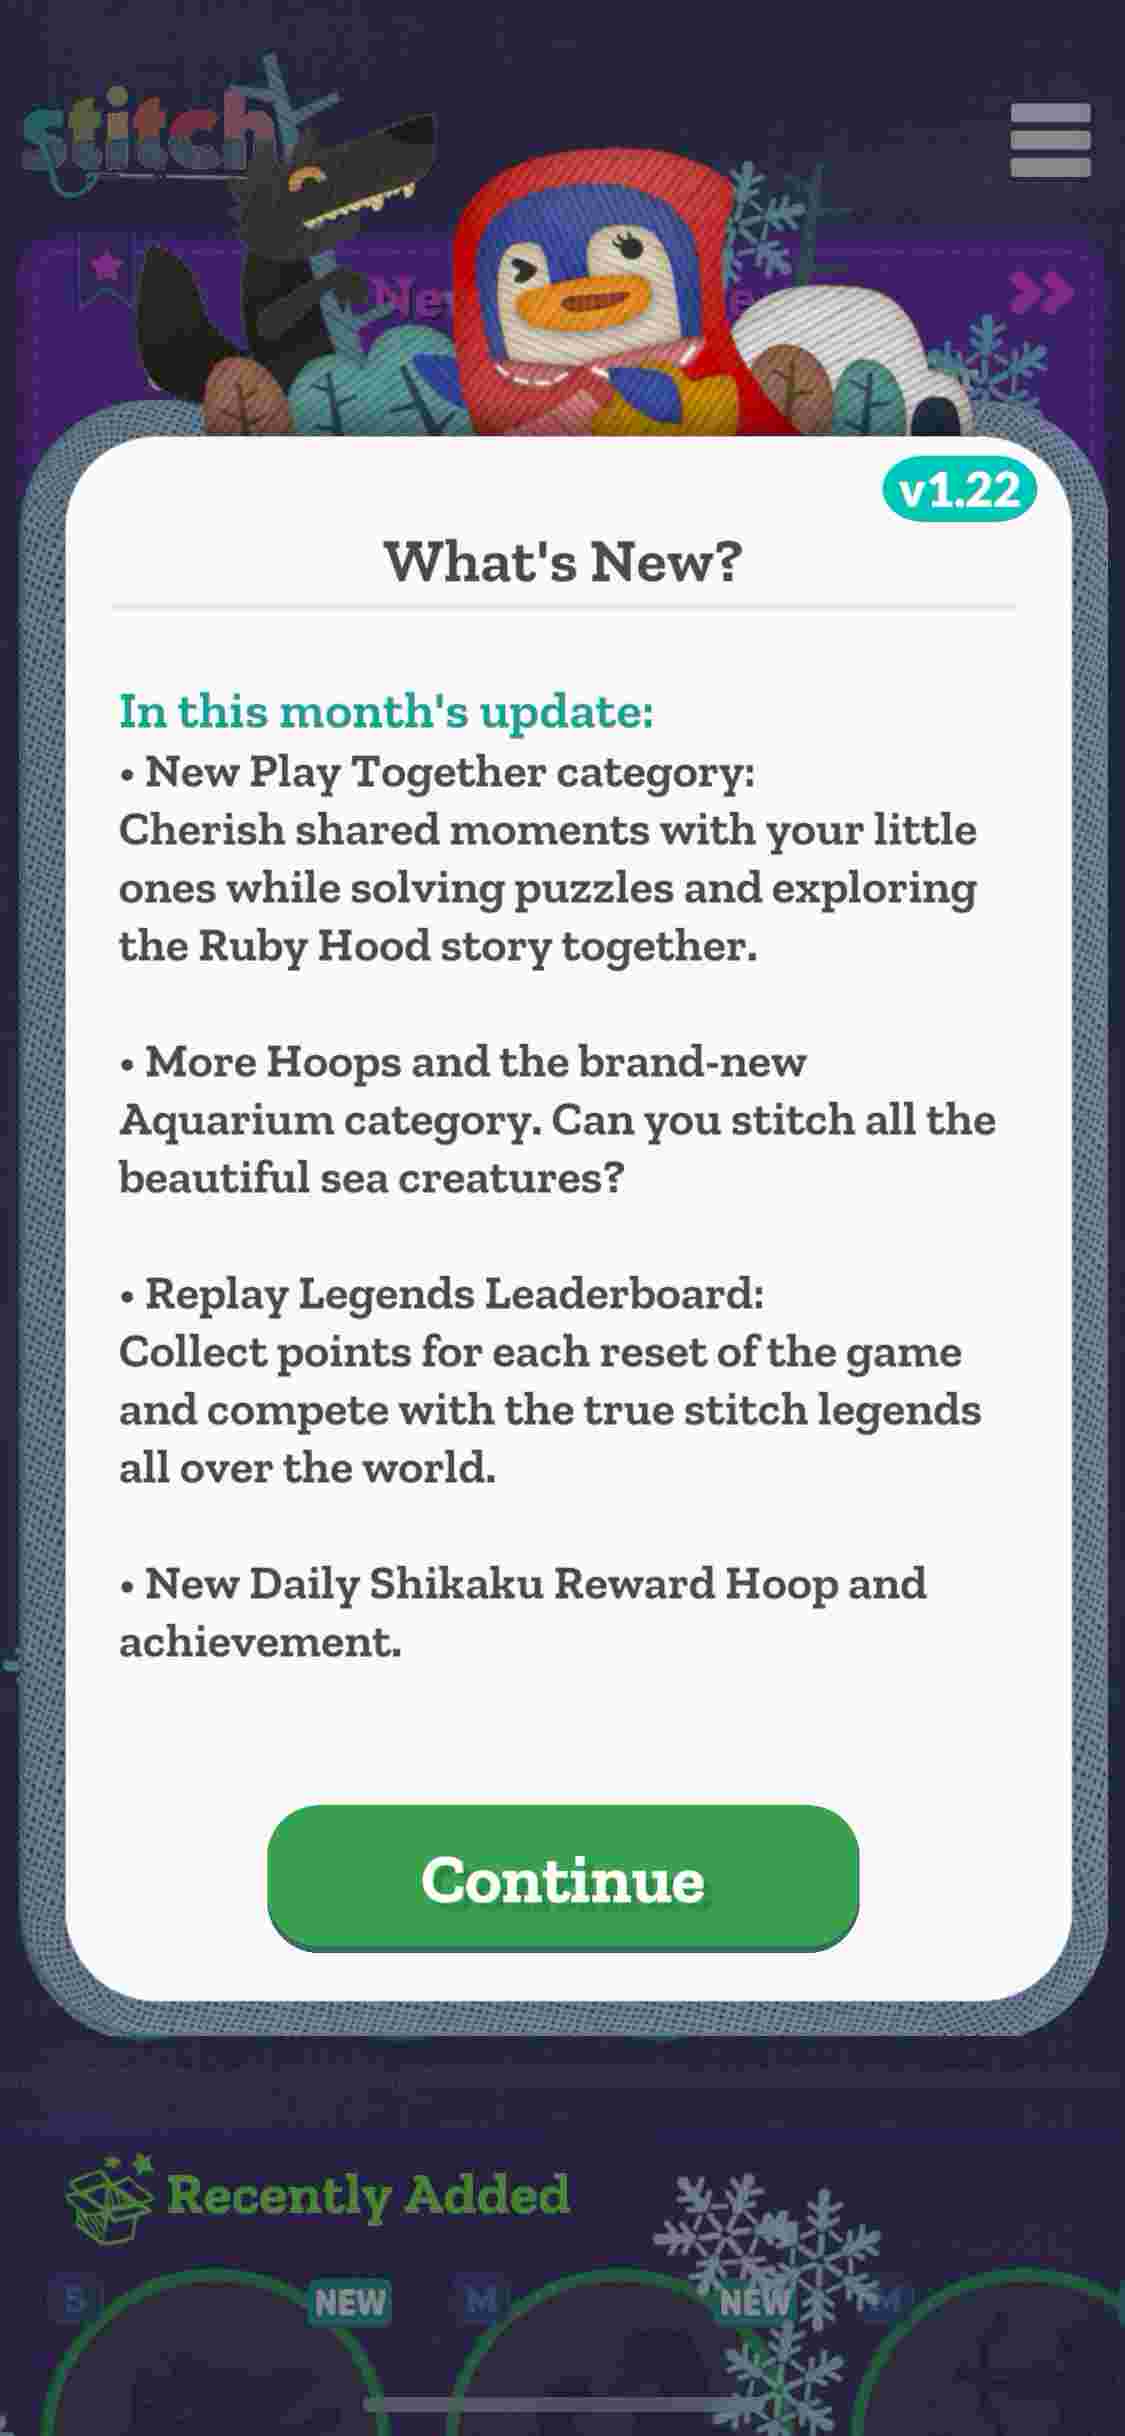 stitch
v1.22
What's New?
In this month's update:
• New Play Together category:
Cherish shared moments with your little
ones while solving puzzles and exploring
the Ruby Hood story together.
• More Hoops and the brand-new
Aquarium category. Can you stitch all the
beautiful sea creatures?
• Replay Legends Leaderboard:
Collect points for each reset of the game
and compete with the true stitch legends
all over the world.
• New Daily Shikaku Reward Hoop and
achievement.
Continue
Recently Added
S NEW M NEW M